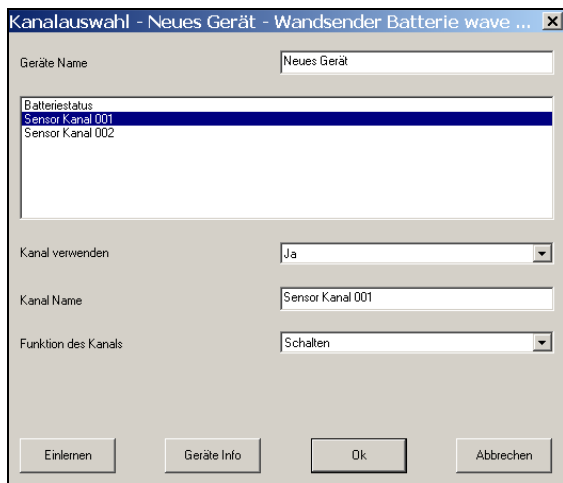 Kanalauswahl - Neues Gerät - Wandsender Batterie wave ...
Geräte Name
Neues Gerät
Batteriestatus
Sensor Kanal 001
Sensor Kanal 002
Kanal verwenden
Ja
Kanal Name
Sensor Kanal 001
Funktion des Kanals
Schalten
Einlernen
Geräte Info
Ok
Abbrechen